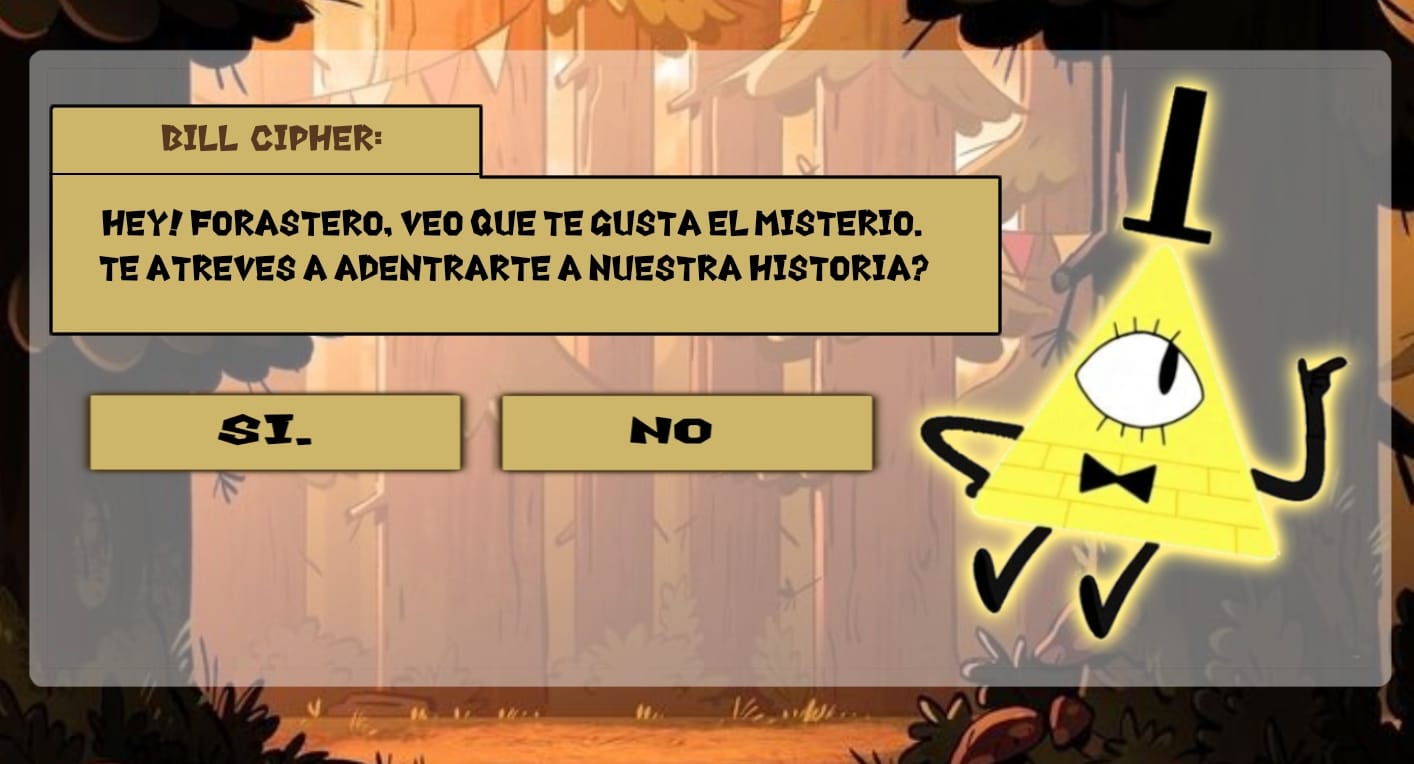 BILL CIPHER:
HEY! FORASTERO, VEO QUE TE GUSTA EL MISTERIO.
TE ATREVES A ADENTRARTE A NUESTRA HISTORIA?
SI.
NO